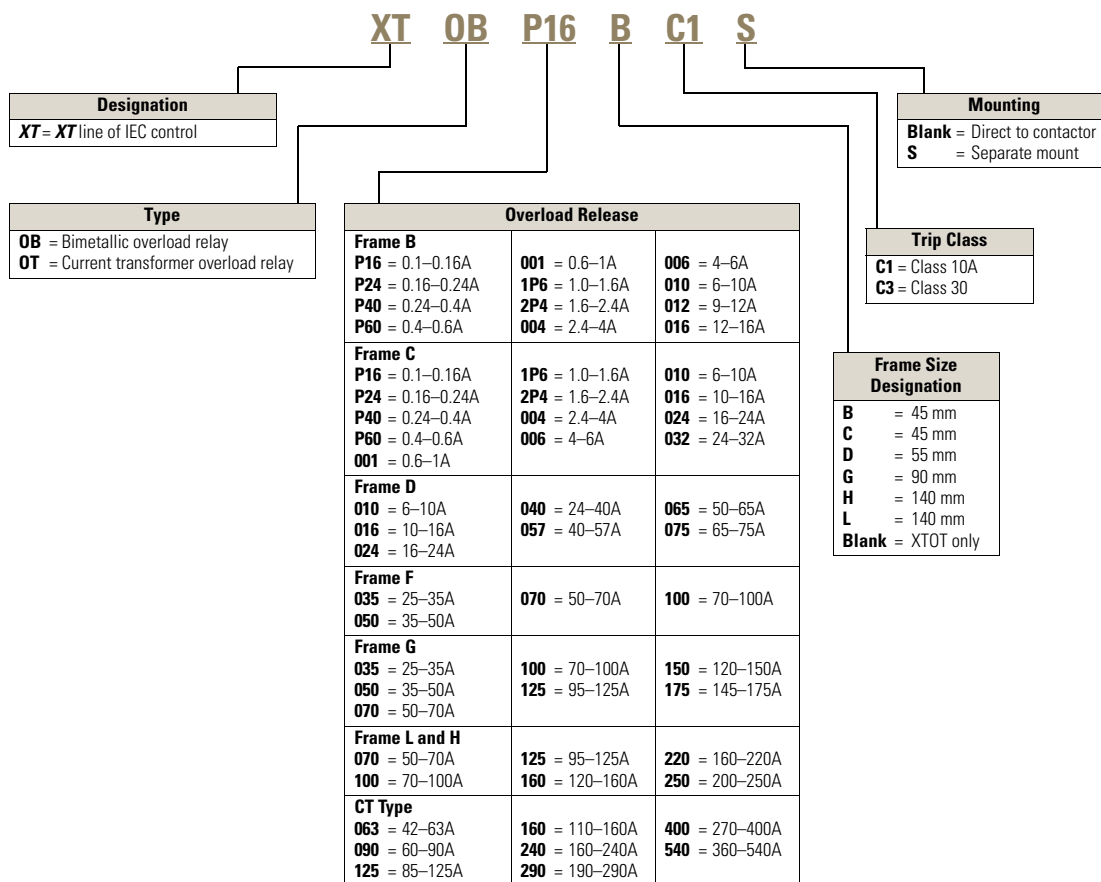 XT OB P16 B C1 S
Designation
XT = XT line of IEC control
Mounting
Blank = Direct to contactor
S = Separate mount
Type
OB = Bimetallic overload relay
OT = Current transformer overload relay
Overload Release
Frame B
P16 = 0.1–0.16A 001 = 0.6–1A 006 = 4–6A
P24 = 0.16–0.24A 1P6 = 1.0–1.6A 010 = 6–10A
P40 = 0.24–0.4A 2P4 = 1.6–2.4A 012 = 9–12A
P60 = 0.4–0.6A 004 = 2.4–4A 016 = 12–16A
Frame C
P16 = 0.1–0.16A 1P6 = 1.0–1.6A 010 = 6–10A
P24 = 0.16–0.24A 2P4 = 1.6–2.4A 016 = 10–16A
P40 = 0.24–0.4A 004 = 2.4–4A 024 = 16–24A
P60 = 0.4–0.6A 006 = 4–6A 032 = 24–32A
001 = 0.6–1A
Frame D
010 = 6–10A 040 = 24–40A 065 = 50–65A
016 = 10–16A 057 = 40–57A 075 = 65–75A
024 = 16–24A
Frame F
035 = 25–35A 070 = 50–70A 100 = 70–100A
050 = 35–50A
Frame G
035 = 25–35A 100 = 70–100A 150 = 120–150A
050 = 35–50A 125 = 95–125A 175 = 145–175A
070 = 50–70A
Frame L and H
070 = 50–70A 125 = 95–125A 220 = 160–220A
100 = 70–100A 160 = 120–160A 250 = 200–250A
CT Type
063 = 42–63A 160 = 110–160A 400 = 270–400A
090 = 60–90A 240 = 160–240A 540 = 360–540A
125 = 85–125A 290 = 190–290A
Trip Class
C1 = Class 10A
C3 = Class 30
Frame Size
Designation
B = 45 mm
C = 45 mm
D = 55 mm
G = 90 mm
H = 140 mm
L = 140 mm
Blank = XTOT only